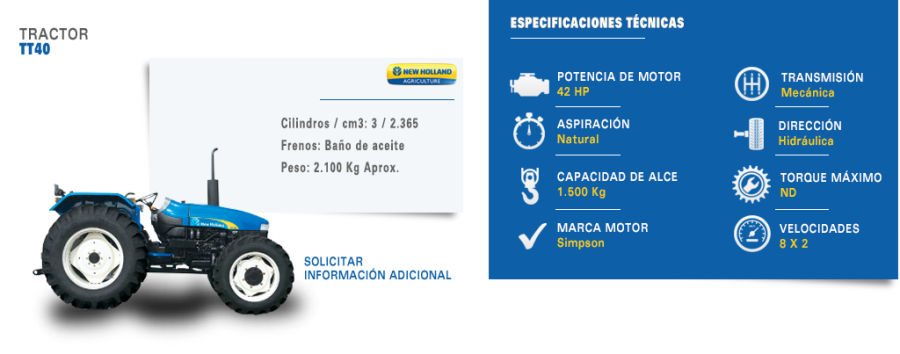 TRACTOR
TT40
NEW HOLLAND
AGRICULTURE
Cilindros / cm3: 3 / 2.365
Frenos: Baño de aceite
Peso: 2.100 Kg Aprox.
New Holland
SOLICITAR
INFORMACIÓN ADICIONAL
ESPECIFICACIONES TÉCNICAS
POTENCIA DE MOTOR
42 HP
ASPIRACIÓN
Natural
CAPACIDAD DE ALCE
1.500 Kg
MARCA MOTOR
Simpson
TRANSMISIÓN
Mecánica
DIRECCIÓN
Hidráulica
TORQUE MÁXIMO
ND
VELOCIDADES
8 X 2